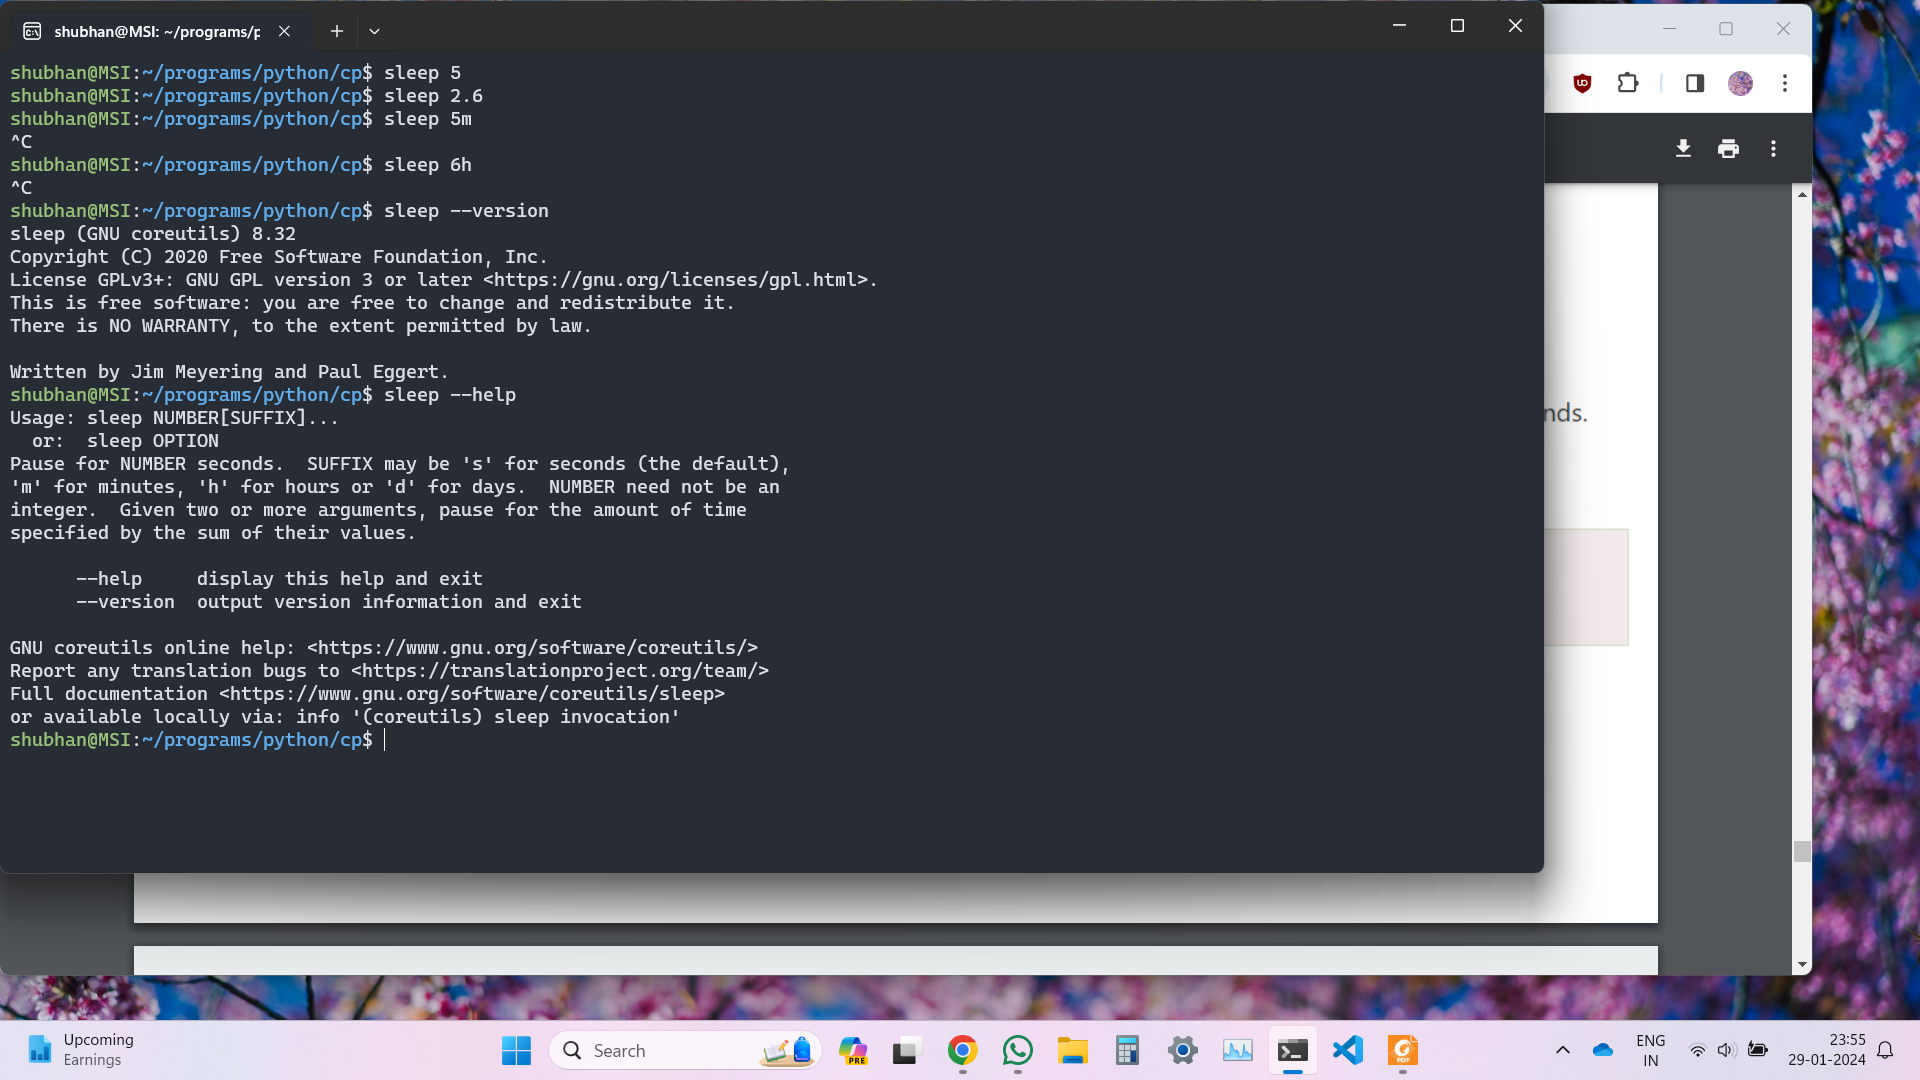 shubhan@MSI: ~/programs/p
shubhan@MSI:~/programs/python/cp$ sleep 5
shubhan@MSI:~/programs/python/cp$ sleep 2.6
shubhan@MSI:~/programs/python/cp$ sleep 5m
^C
shubhan@MSI:~/programs/python/cp$ sleep 6h
^C
shubhan@MSI:~/programs/python/cp$ sleep --version
sleep (GNU coreutils) 8.32
Copyright (C) 2020 Free Software Foundation, Inc.
License GPLv3+: GNU GPL version 3 or later <https://gnu.org/licenses/gpl.html>.
This is free software: you are free to change and redistribute it.
There is NO WARRANTY, to the extent permitted by law.

Written by Jim Meyering and Paul Eggert.
shubhan@MSI:~/programs/python/cp$ sleep --help
Usage: sleep NUMBER[SUFFIX]...
  or:  sleep OPTION
Pause for NUMBER seconds.  SUFFIX may be 's' for seconds (the default),
'm' for minutes, 'h' for hours or 'd' for days.  NUMBER need not be an
integer.  Given two or more arguments, pause for the amount of time
specified by the sum of their values.

      --help     display this help and exit
      --version  output version information and exit

GNU coreutils online help: <https://www.gnu.org/software/coreutils/>
Report any translation bugs to <https://translationproject.org/team/>
Full documentation <https://www.gnu.org/software/coreutils/sleep>
or available locally via: info '(coreutils) sleep invocation'
shubhan@MSI:~/programs/python/cp$
nds.
Upcoming
Earnings
Search
PRE
PDF
ENG
IN
23:55
29-01-2024